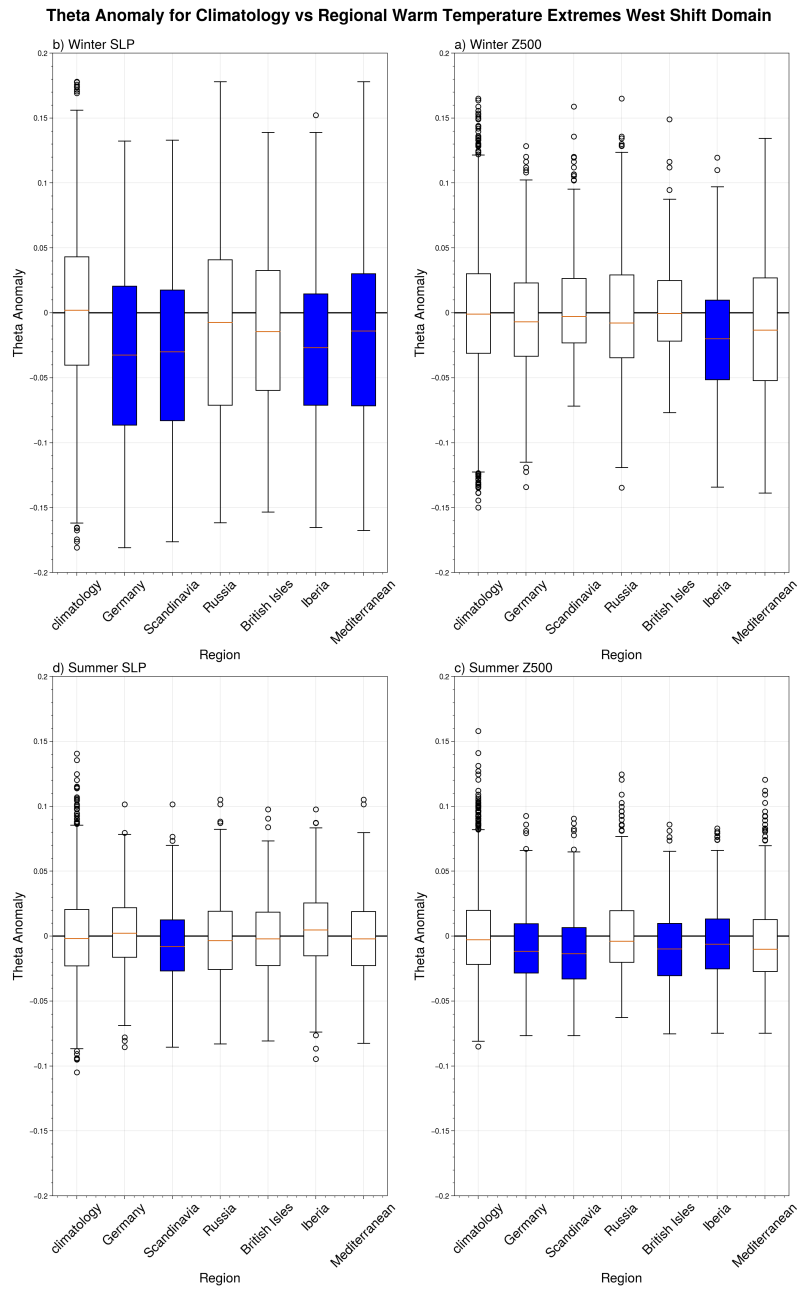 Theta Anomaly for Climatology vs Regional Warm Temperature Extremes West Shift Domain
b) Winter SLP
0.2
0.15
0.1
0.05
0
−0.05
−0.1
−0.15
−0.2
Theta Anomaly
climatology
Germany
Scandinavia
Russia
British Isles
Iberia
Mediterranean
Region
a) Winter Z500
0.2
0.15
0.1
0.05
0
−0.05
−0.1
−0.15
−0.2
Theta Anomaly
climatology
Germany
Scandinavia
Russia
British Isles
Iberia
Mediterranean
Region
d) Summer SLP
0.2
0.15
0.1
0.05
0
−0.05
−0.1
−0.15
−0.2
Theta Anomaly
climatology
Germany
Scandinavia
Russia
British Isles
Iberia
Mediterranean
Region
c) Summer Z500
0.2
0.15
0.1
0.05
0
−0.05
−0.1
−0.15
−0.2
Theta Anomaly
climatology
Germany
Scandinavia
Russia
British Isles
Iberia
Mediterranean
Region